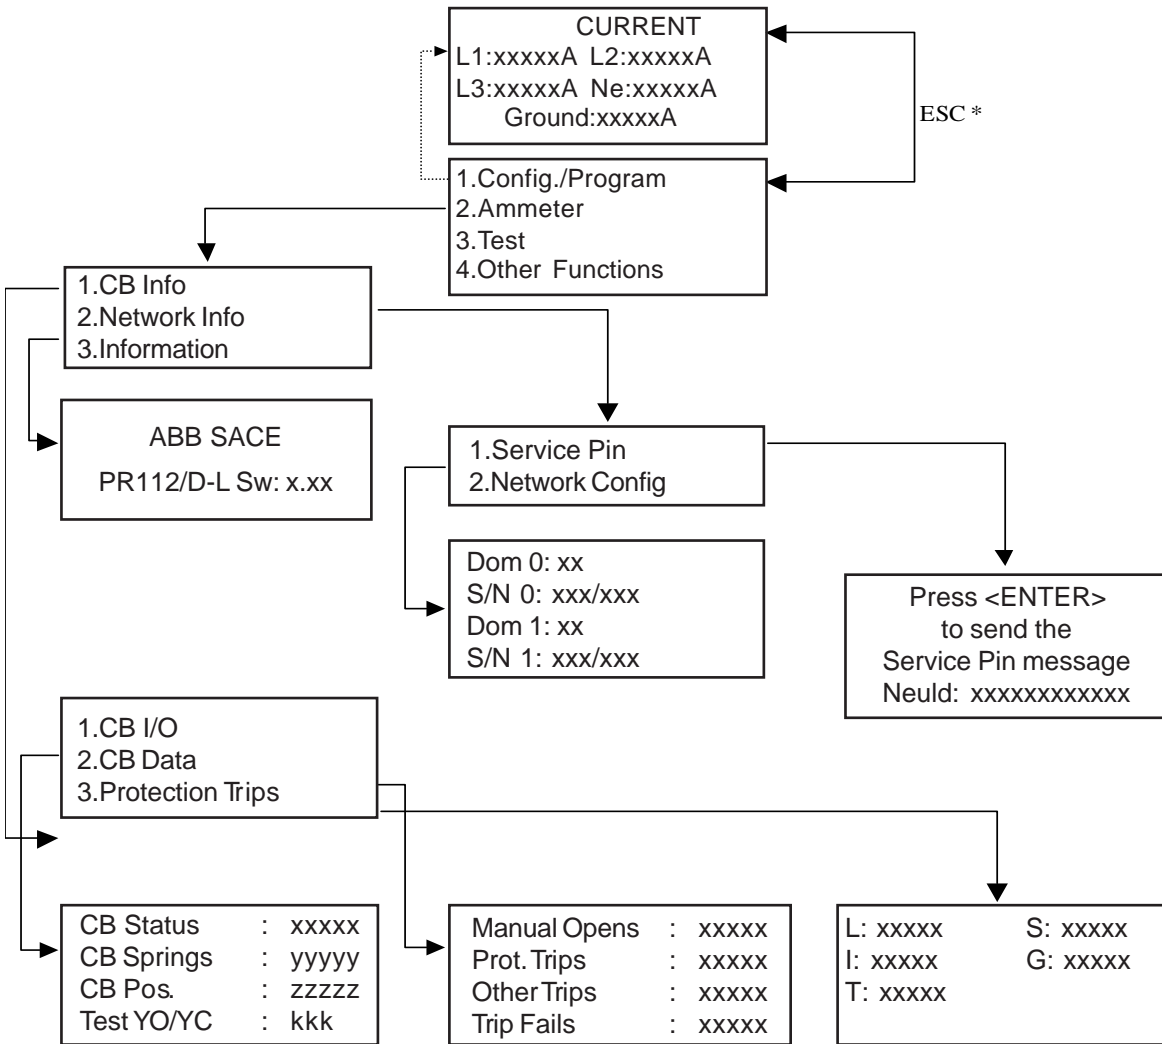 CURRENT
L1:xxxxxA L2:xxxxxA
L3:xxxxxA Ne:xxxxxA
Ground:xxxxxA
ESC *
1.Config./Program
2.Ammeter
3.Test
4.Other Functions
1.CB Info
2.Network Info
3.Information
ABB SACE
PR112/D-L Sw: x.xx
1.Service Pin
2.Network Config
Dom 0: xx
S/N 0: xxx/xxx
Dom 1: xx
S/N 1: xxx/xxx
Press <ENTER>
to send the
Service Pin message
Neuld: xxxxxxxxxxxx
1.CB I/O
2.CB Data
3.Protection Trips
CB Status : xxxxx
CB Springs : yyyyy
CB Pos. : zzzzz
Test YO/YC : kkk
Manual Opens : xxxxx
Prot. Trips : xxxxx
Other Trips : xxxxx
Trip Fails : xxxxx
L: xxxxx S: xxxxx
I: xxxxx G: xxxxx
T: xxxxx